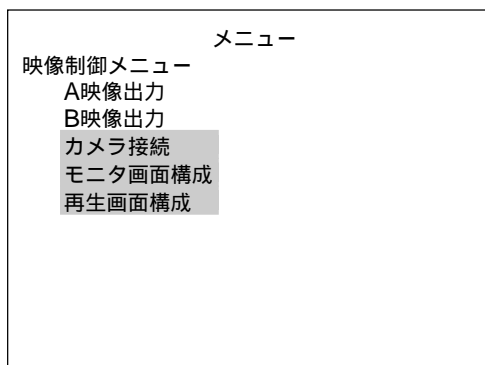 メニュー
映像制御メニュー
A映像出力
B映像出力
カメラ接続
モニタ画面構成
再生画面構成